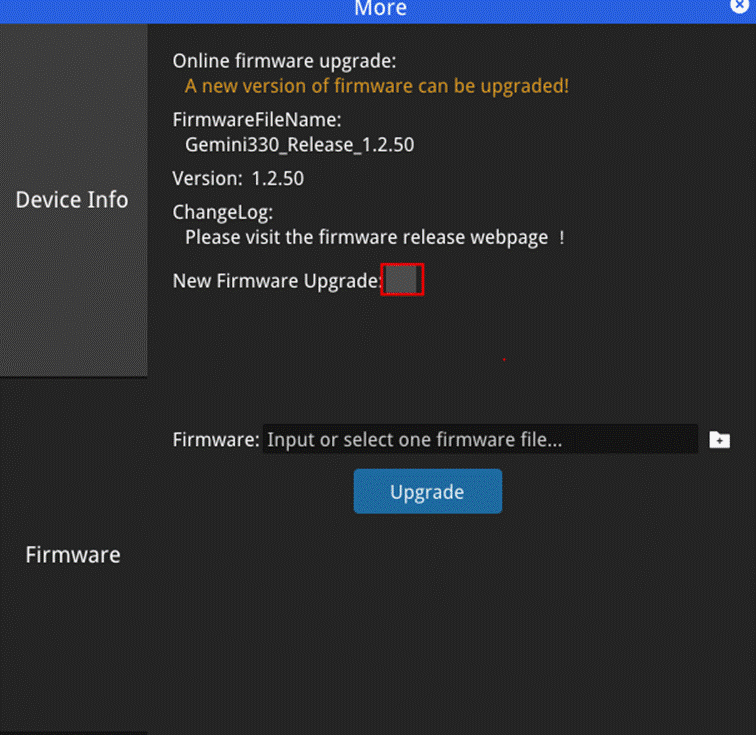 More
Online firmware upgrade:
A new version of firmware can be upgraded!
FirmwareFileName:
Gemini330_Release_1.2.50
Version: 1.2.50
Device Info
ChangeLog:
Please visit the firmware release webpage !
New Firmware Upgrade:
Firmware: Input or select one firmware file...
Upgrade
Firmware